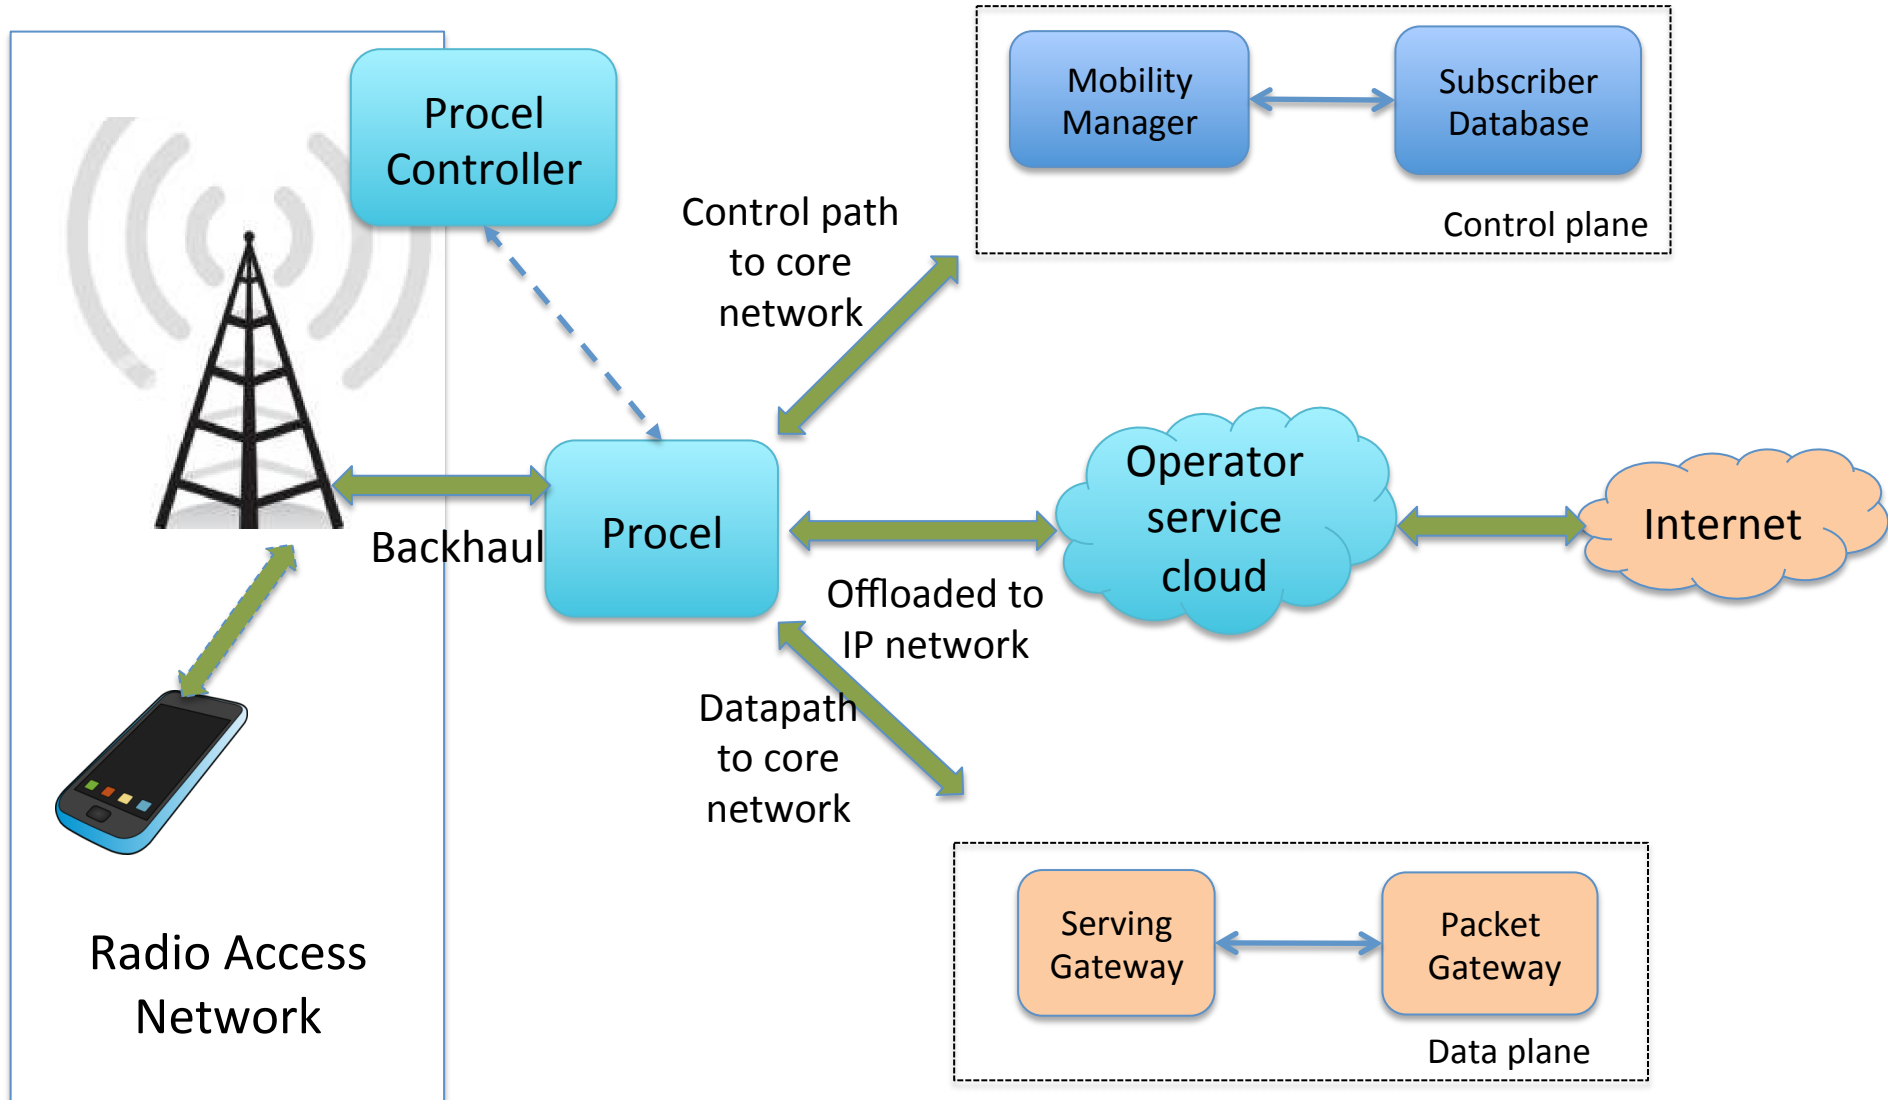 Procel
Controller
Mobility
Manager
Subscriber
Database
Control plane
Control path
to core
network
Backhaul
Procel
Operator
service
cloud
Internet
Offloaded to
IP network
Datapath
to core
network
Serving
Gateway
Packet
Gateway
Data plane
Radio Access
Network